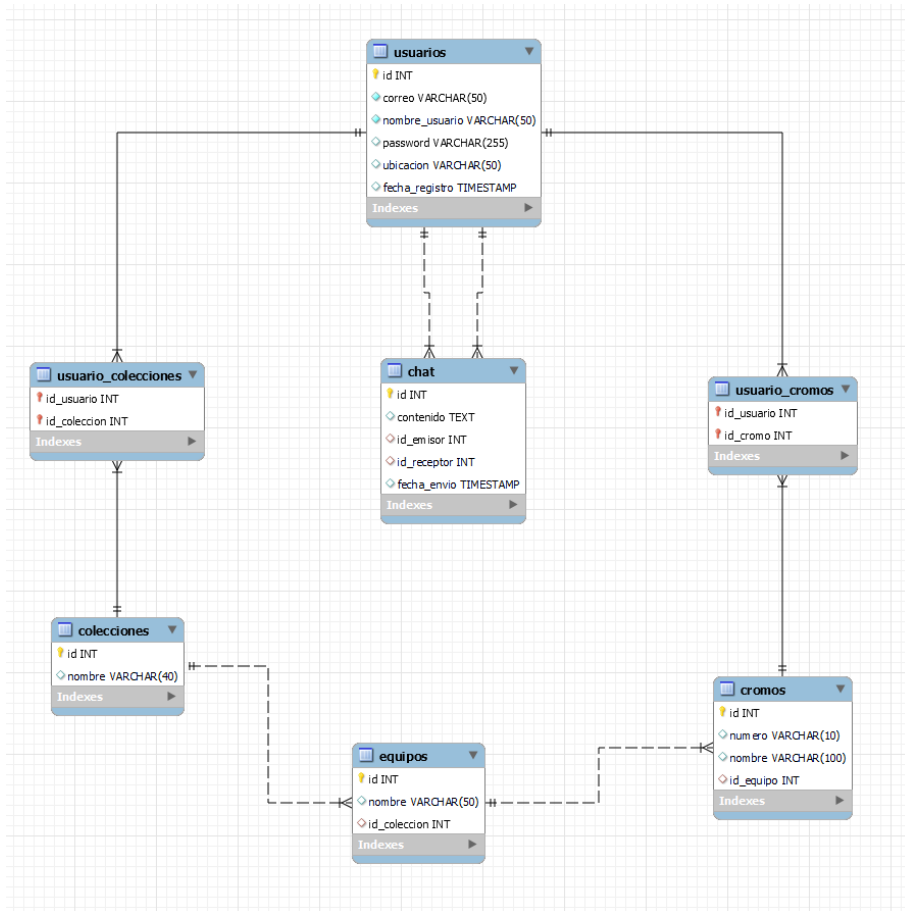 usuarios
id INT
correo VARCHAR(50)
nombre_usuario VARCHAR(50)
password VARCHAR(255)
ubicacion VARCHAR(50)
fecha_registro TIMESTAMP
Indexes
usuario_colecciones
id_usuario INT
id_coleccion INT
Indexes
chat
id INT
contenido TEXT
id_emisor INT
id_receptor INT
fecha_envio TIMESTAMP
Indexes
usuario_cromos
id_usuario INT
id_cromo INT
Indexes
colecciones
id INT
nombre VARCHAR(40)
Indexes
equipos
id INT
nombre VARCHAR(50)
id_coleccion INT
Indexes
cromos
id INT
numero VARCHAR(10)
nombre VARCHAR(100)
id_equipo INT
Indexes